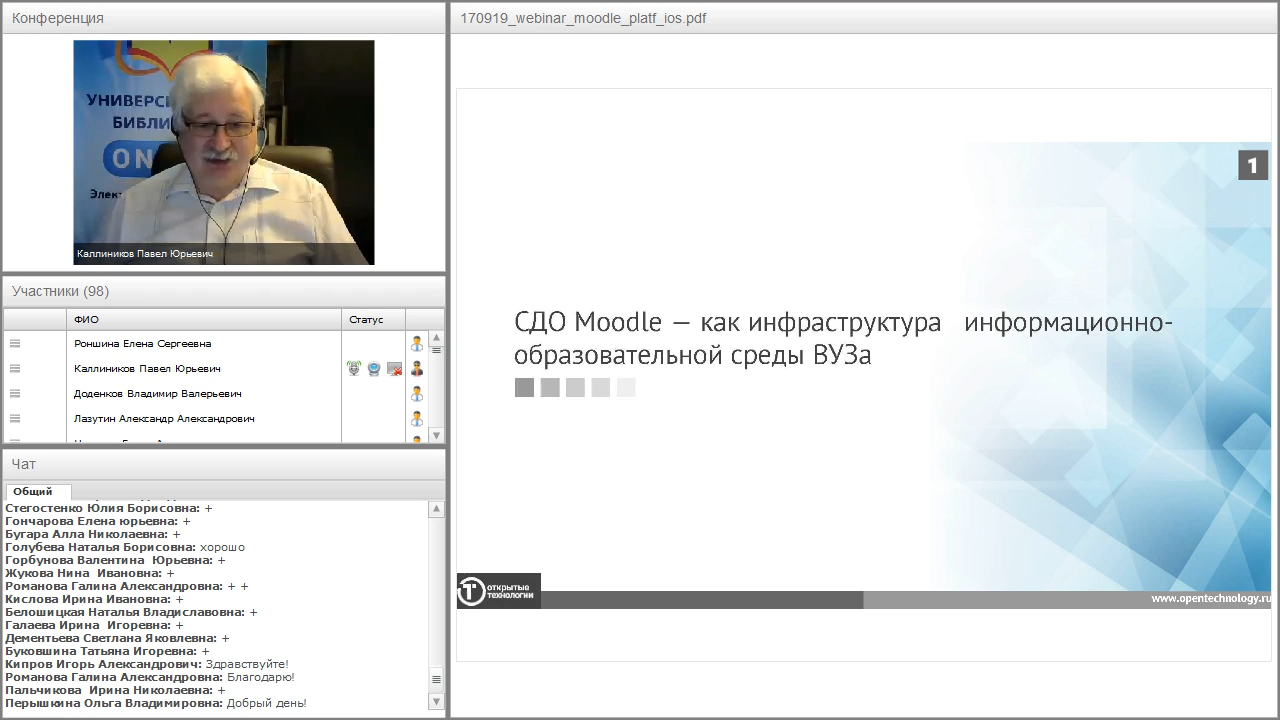 Конференция
УНИВЕРС
БИБЛИ
ON
Элек
Каллиников Павел Юрьевич
Участники (98)
ФИО Статус
Роншина Елена Сергеевна
Каллиников Павел Юрьевич
Доденков Владимир Валерьевич
Лазутин Александр Александрович
Чат
Общий
Стегостенко Юлия Борисовна: +
Гончарова Елена юрьевна: +
Бугара Алла Николаевна: +
Голубева Наталья Борисовна: хорошо
Горбунова Валентина Юрьевна: +
Жукова Нина Ивановна: +
Романова Галина Александровна: + +
Кислова Ирина Ивановна: +
Белошицкая Наталья Владиславовна: +
Галаева Ирина Игоревна: +
Дементьева Светлана Яковлевна: +
Буковшина Татьяна Игоревна: +
Кипров Игорь Александрович: Здравствуйте!
Романова Галина Александровна: Благодарю!
Пальчикова Ирина Николаевна: +
Перышкина Ольга Владимировна: Добрый день!
170919_webinar_moodle_platf_ios.pdf
1
СДО Moodle — как инфраструктура информационно-
образовательной среды ВУЗа
открытые
технологии
www.opentechnology.ru